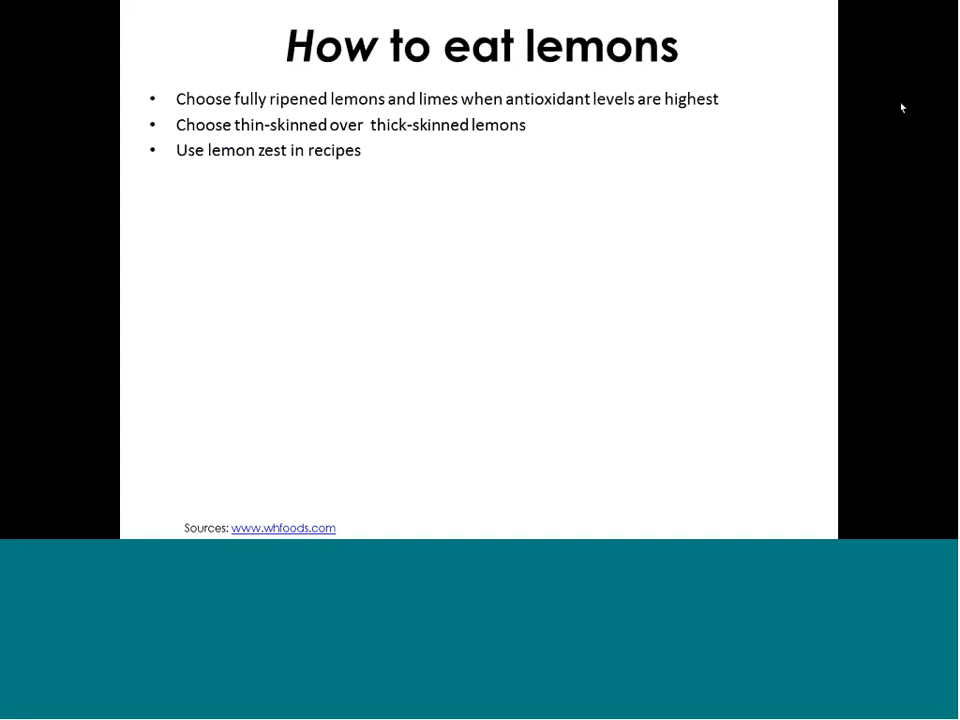 How to eat lemons
• Choose fully ripened lemons and limes when antioxidant levels are highest
• Choose thin-skinned over  thick-skinned lemons
• Use lemon zest in recipes
Sources: www.whfoods.com